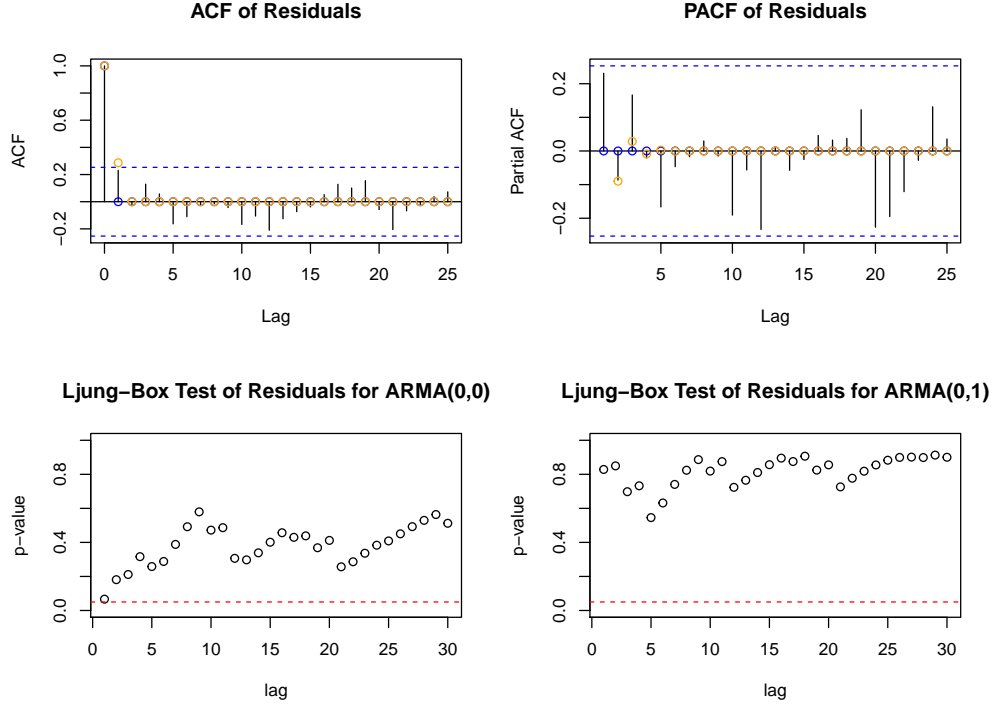 ACF of Residuals
ACF
−0.2 0.2 0.6 1.0
0 5 10 15 20 25
Lag
PACF of Residuals
Partial ACF
−0.2 0.0 0.2
5 10 15 20 25
Lag
Ljung−Box Test of Residuals for ARMA(0,0)
p−value
0.0 0.4 0.8
0 5 10 15 20 25 30
lag
Ljung−Box Test of Residuals for ARMA(0,1)
p−value
0.0 0.4 0.8
0 5 10 15 20 25 30
lag